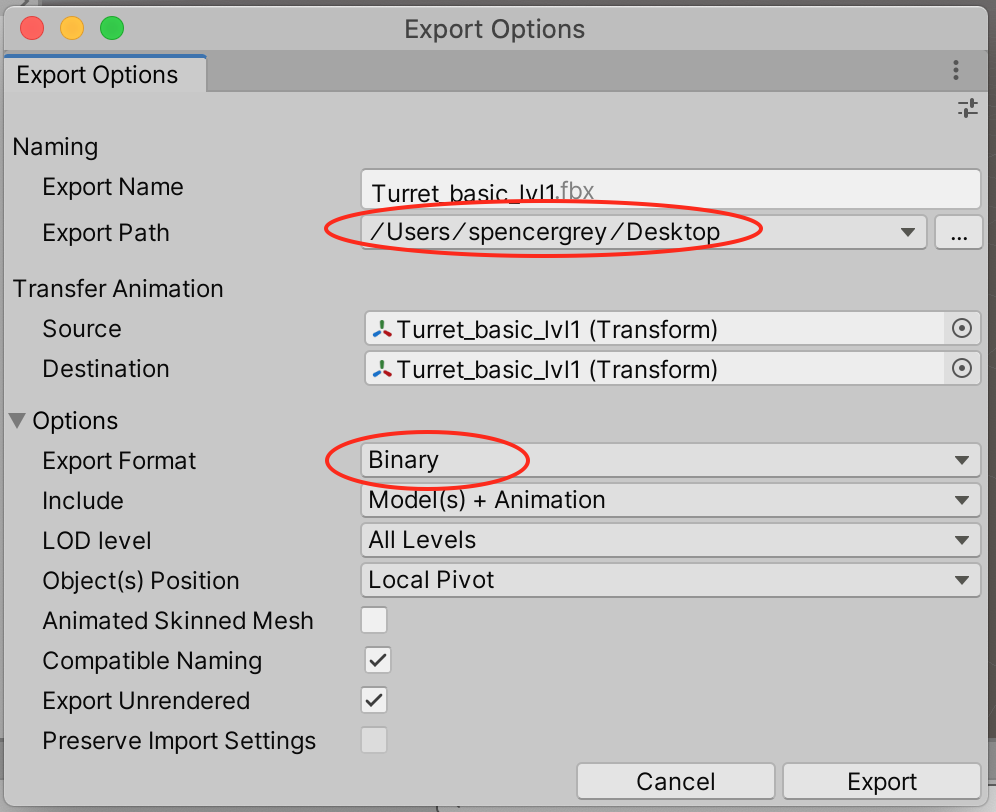 Export Options
Export Options
Naming
Export Name Turret_basic_lvl1.fbx
Export Path /Users/spencergrey/Desktop ...
Transfer Animation
Source Turret_basic_lvl1 (Transform)
Destination Turret_basic_lvl1 (Transform)
Options
Export Format Binary
Include Model(s) + Animation
LOD level All Levels
Object(s) Position Local Pivot
Animated Skinned Mesh
Compatible Naming
Export Unrendered
Preserve Import Settings
Cancel Export